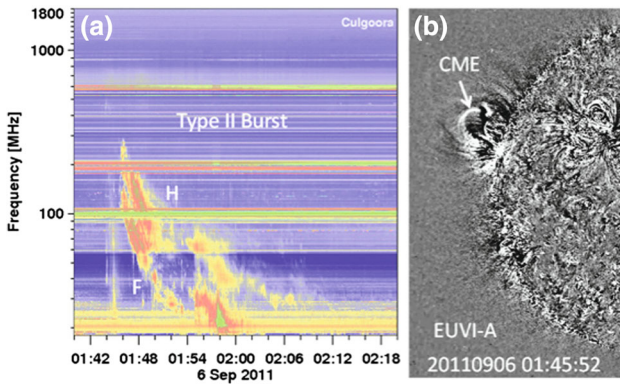 (a)
Culgoora
1800
1000
100
Frequency [MHz]
Type II Burst
H
F
01:42 01:48 01:54 02:00 02:06 02:12 02:18
6 Sep 2011
(b)
CME
EUVI-A
20110906 01:45:52